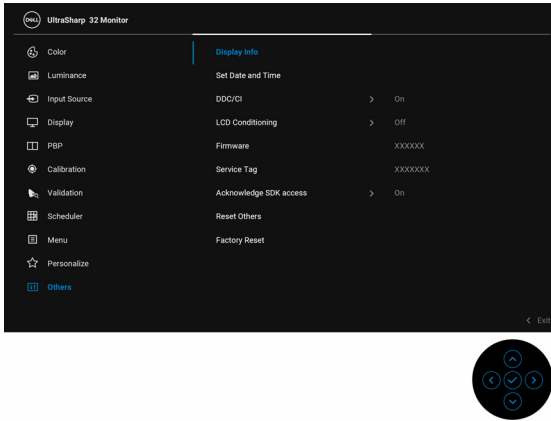 DELL UltraSharp 32 Monitor
Color Display Info
Luminance Set Date and Time
Input Source DDC/CI > On
Display LCD Conditioning > Off
PBP Firmware XXXXXX
Calibration Service Tag XXXXXXX
Validation Acknowledge SDK access > On
Scheduler Reset Others
Menu Factory Reset
Personalize
Others
< Exit